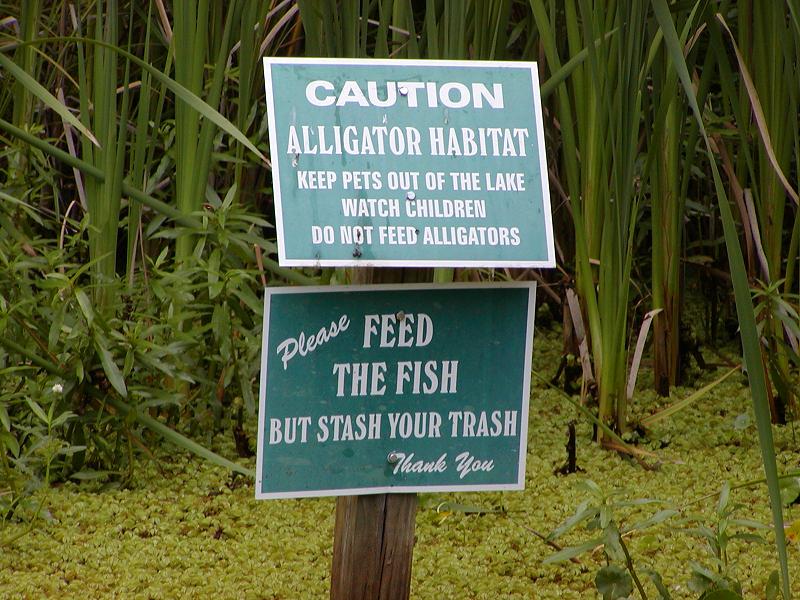 CAUTION
ALLIGATOR HABITAT
KEEP PETS OUT OF THE LAKE
WATCH CHILDREN
DO NOT FEED ALLIGATORS
Please FEED
THE FISH
BUT STASH YOUR TRASH
Thank You